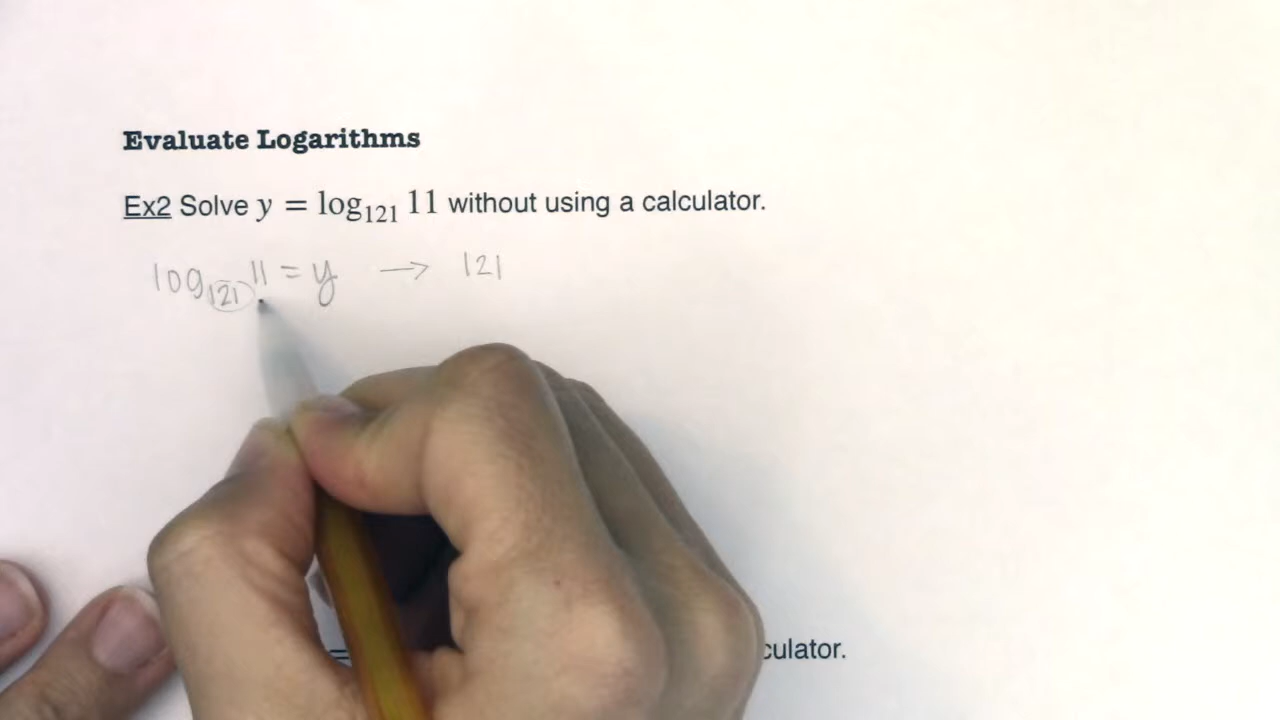 Evaluate Logarithms
Ex2 Solve y = log₁₂₁ 11 without using a calculator.
log₁₂₁ 11 = y → 121
= culator.